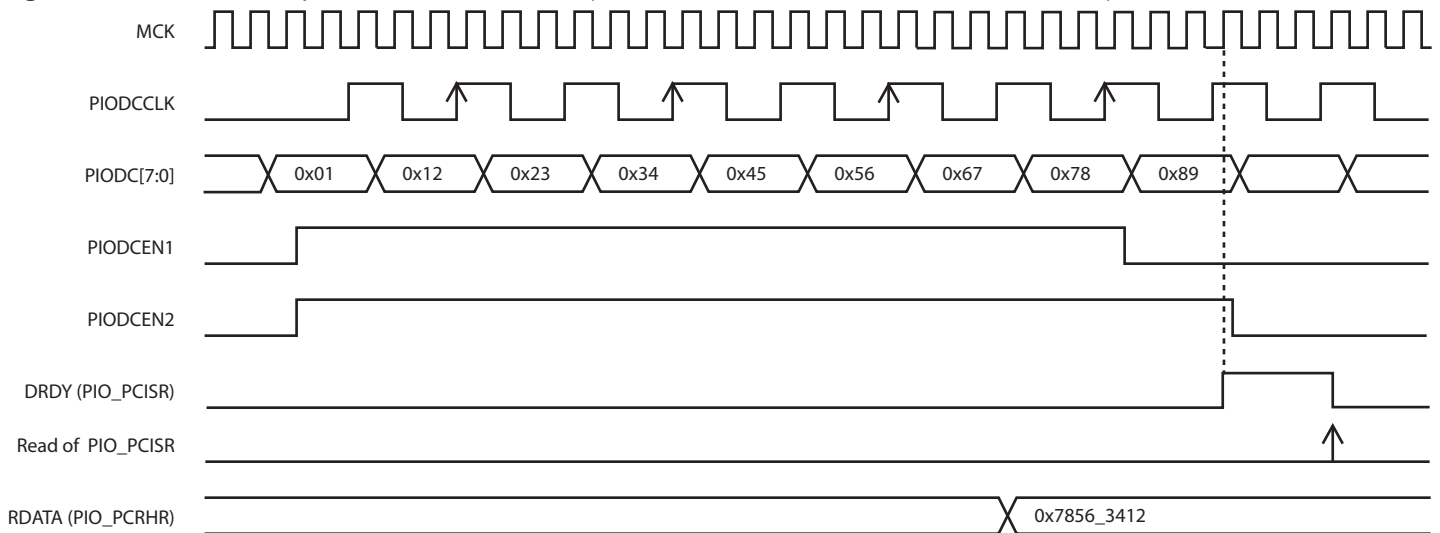 MCK
PIODCCLK
PIODC[7:0] 0x01 0x12 0x23 0x34 0x45 0x56 0x67 0x78 0x89
PIODCEN1
PIODCEN2
DRDY (PIO_PCISR)
Read of PIO_PCISR
RDATA (PIO_PCRHR) 0x7856_3412